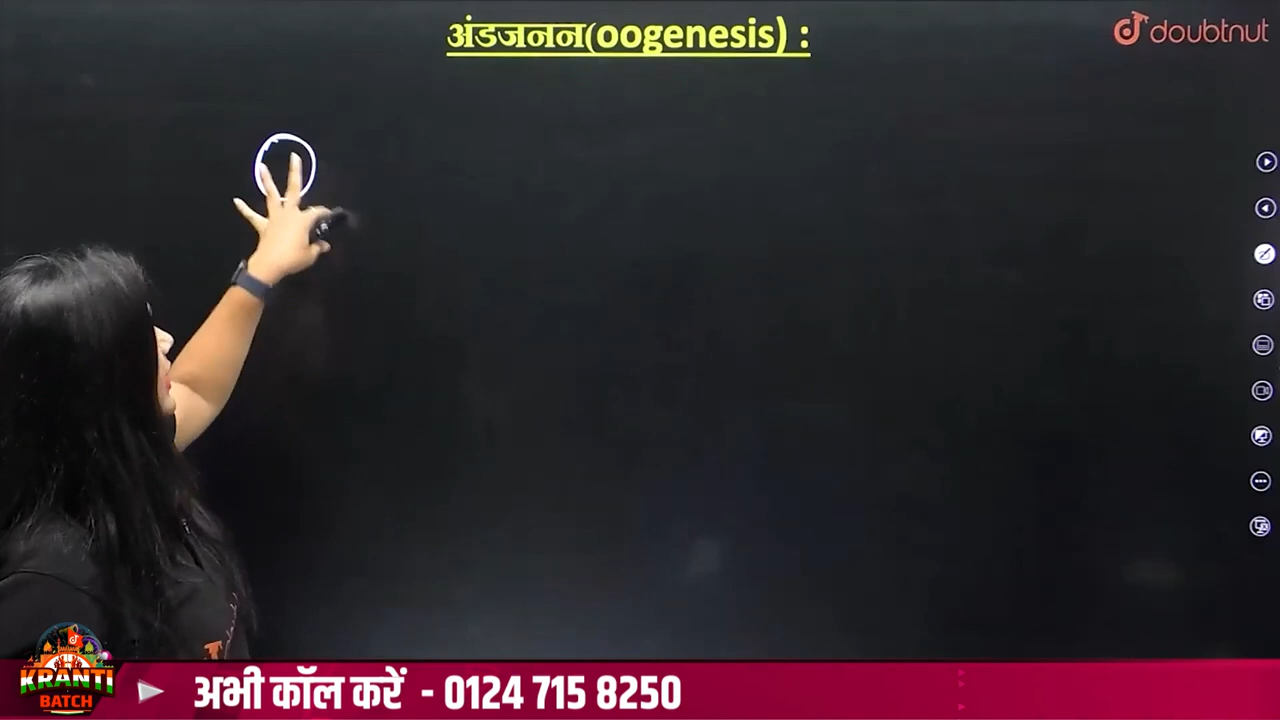 अंडजनन(oogenesis) :
doubtnut
KRANTI
BATCH
अभी कॉल करें - 0124 715 8250